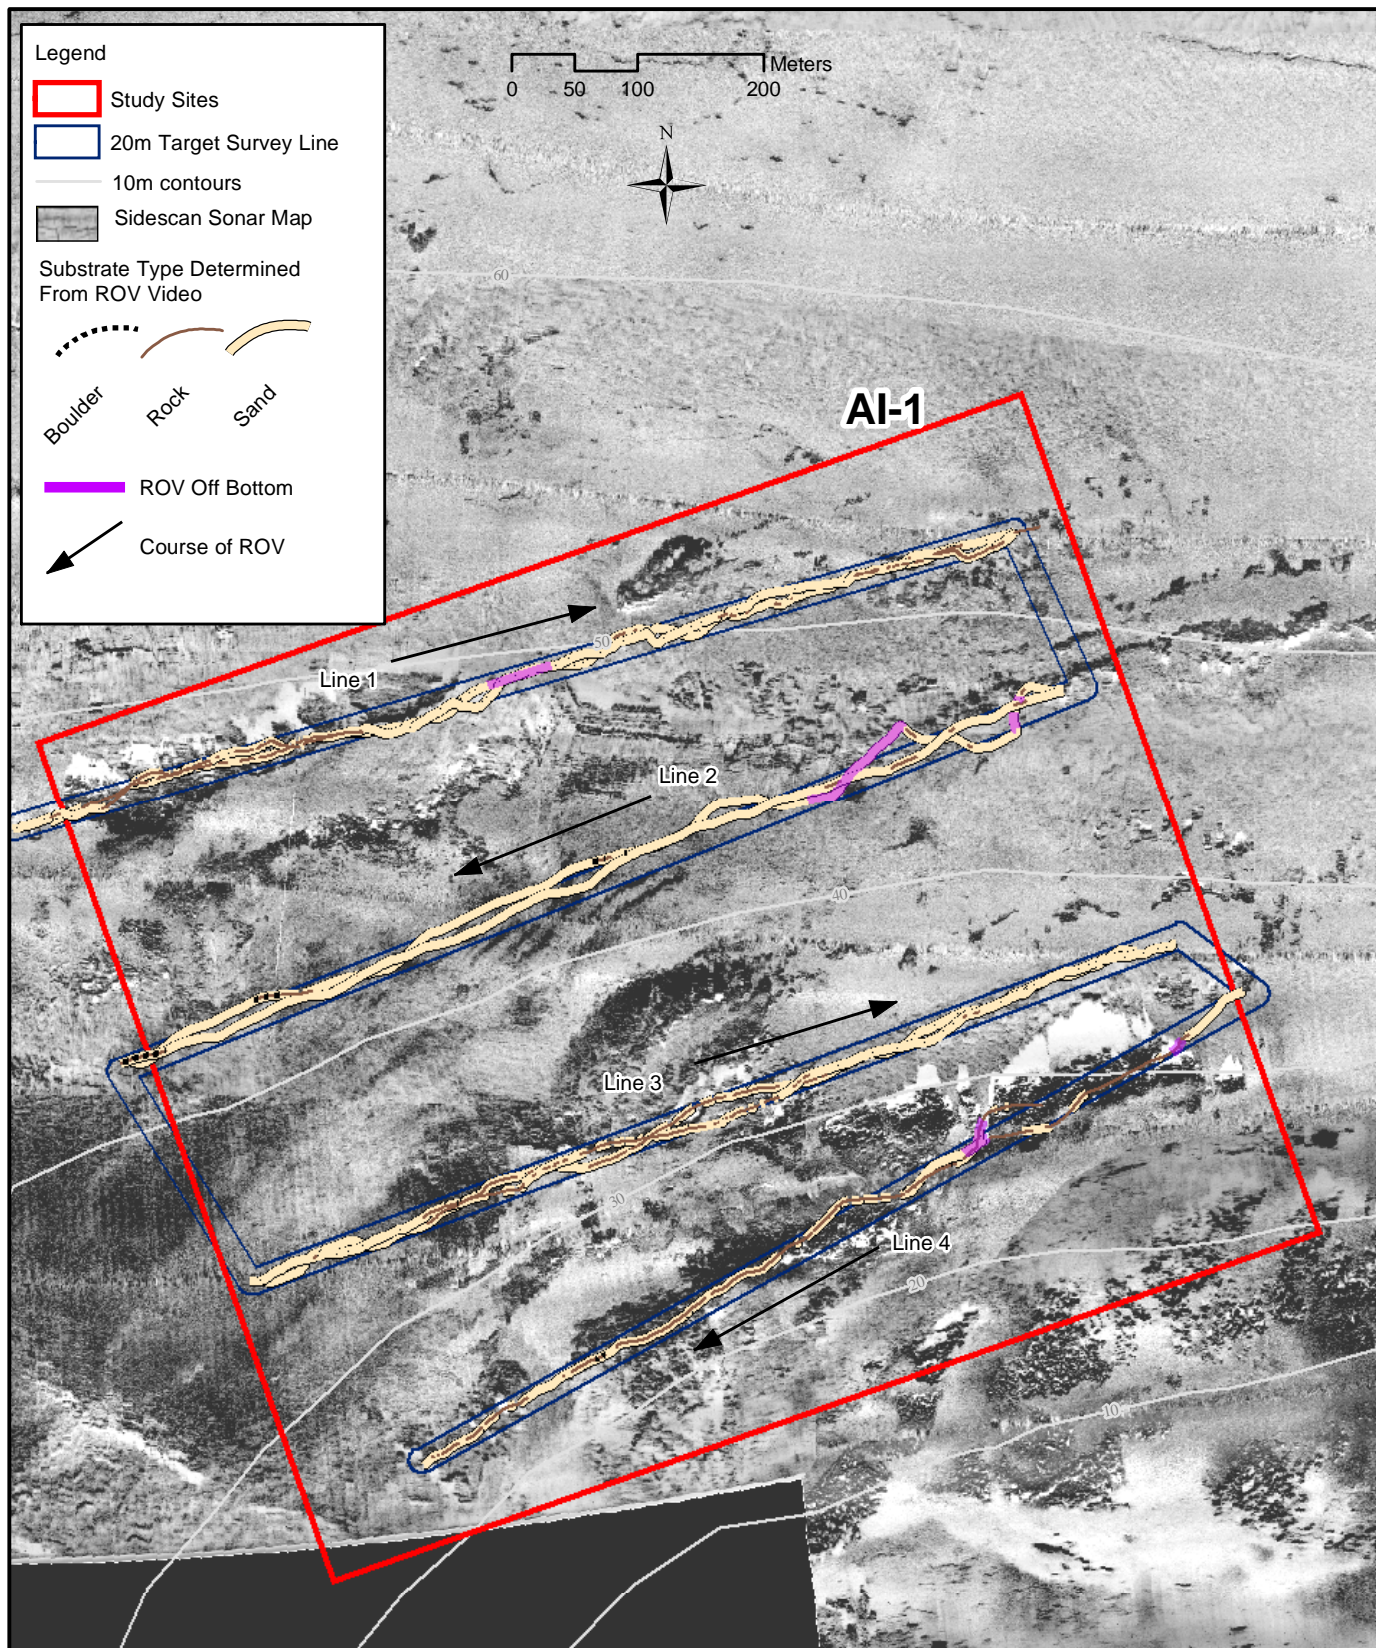 Legend
Study Sites
20m Target Survey Line
10m contours
Sidescan Sonar Map
Substrate Type Determined
From ROV Video
Boulder
Rock
Sand
ROV Off Bottom
Course of ROV
Meters
0 50 100 200
N
60
AI-1
50
Line 1
Line 2
40
Line 3
30
Line 4
20
10